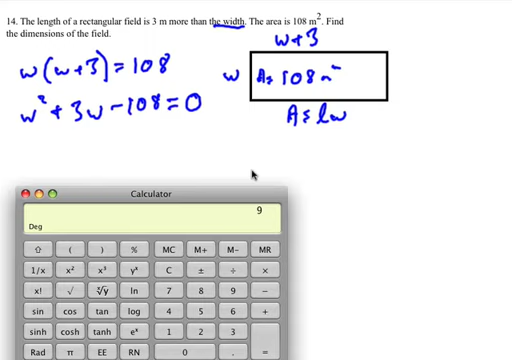 14. The length of a rectangular field is 3 m more than the width. The area is 108 m². Find
the dimensions of the field.
w+3
w(w+3)=108
w
A=108m²
w²+3w-108=0
A=lw
Calculator
9
Deg
⇧ ( ) % MC M+ M- MR
1/x x² x³ yˣ C ± ÷ ×
x! √ ˣ√y ln 7 8 9 −
sin cos tan log 4 5 6 +
sinh cosh tanh eˣ 1 2 3
Rad π EE RN 0 . =